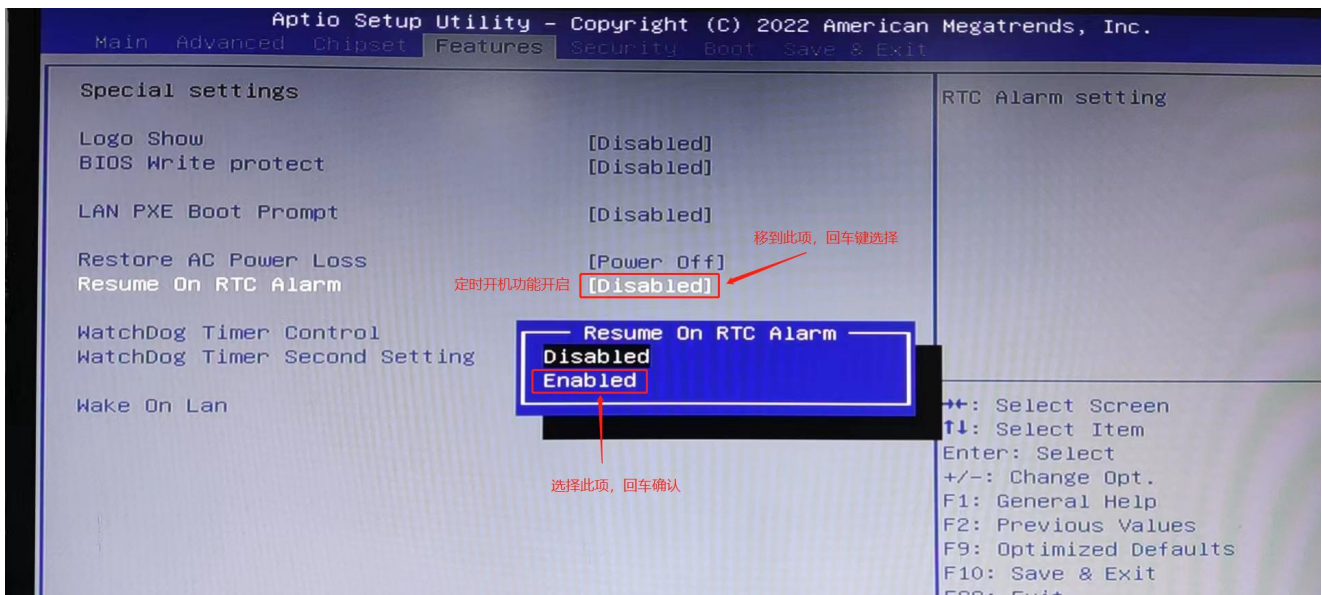 Aptio Setup Utility – Copyright (C) 2022 American Megatrends, Inc.
Main Advanced Chipset Features Security Boot Save & Exit
Special settings
RTC Alarm setting
Logo Show [Disabled]
BIOS Write protect [Disabled]
LAN PXE Boot Prompt [Disabled]
移到此项，回车键选择
Restore AC Power Loss [Power Off]
Resume On RTC Alarm 定时开机功能开启 [Disabled]
WatchDog Timer Control
WatchDog Timer Second Setting
Wake On Lan
Resume On RTC Alarm
Disabled
Enabled
选择此项，回车确认
→←: Select Screen
↑↓: Select Item
Enter: Select
+/-: Change Opt.
F1: General Help
F2: Previous Values
F9: Optimized Defaults
F10: Save & Exit